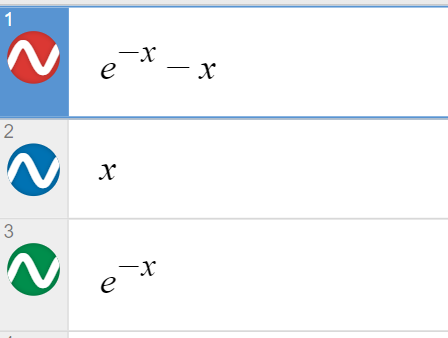 1
e^{-x} - x
2
x
3
e^{-x}